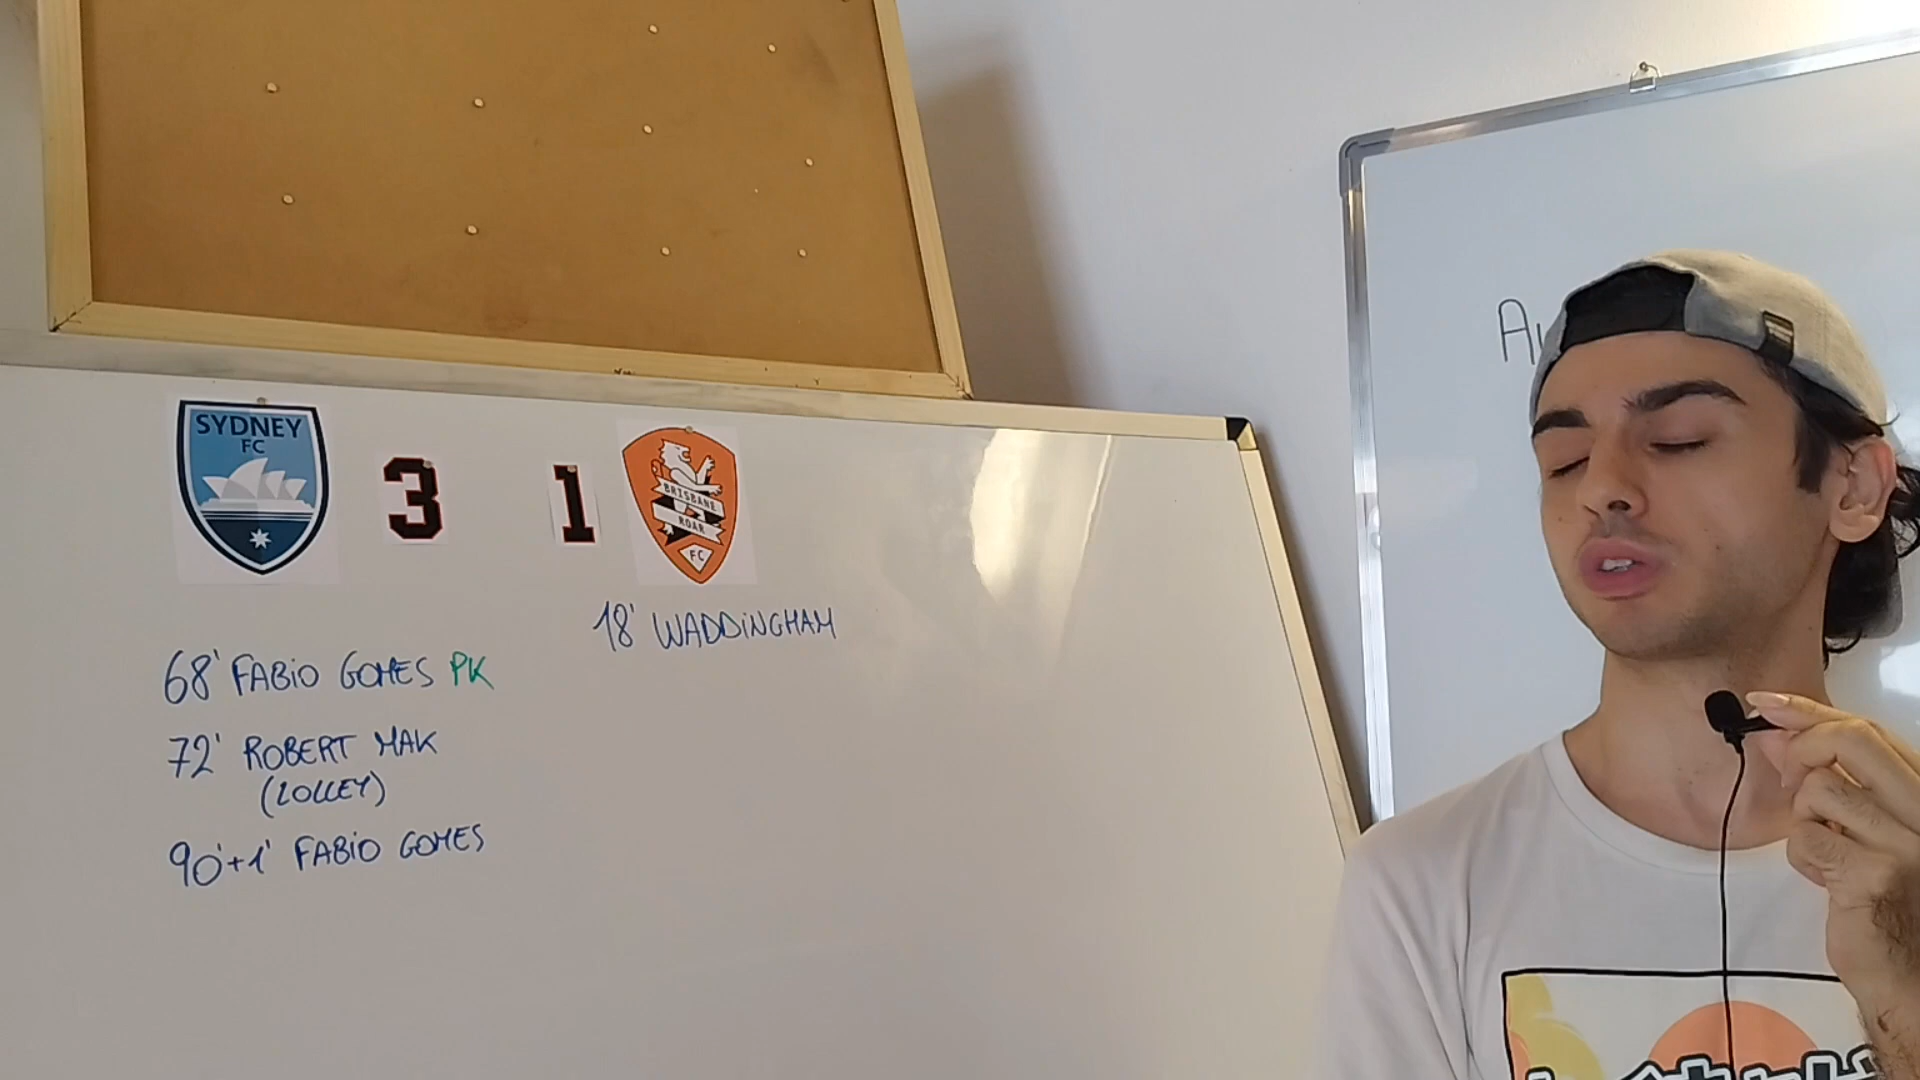 SYDNEY
FC
3
1
BRISBANE
ROAR
FC
18' WADDINGHAM
68' FABIO GOMES PK
72' ROBERT MAK
(LOLLEY)
90'+1' FABIO GOMES